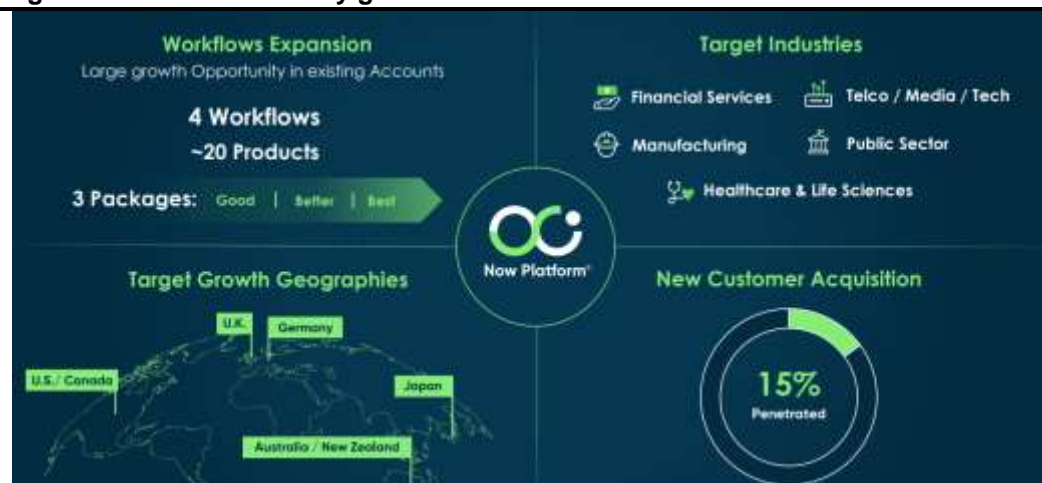 Workflows Expansion
Large growth Opportunity in existing Accounts
4 Workflows
~20 Products
3 Packages: Good | Better | Best
Target Industries
Financial Services
Telco / Media / Tech
Manufacturing
Public Sector
Healthcare & Life Sciences
Now Platform®
Target Growth Geographies
U.K.
Germany
U.S./ Canada
Japan
Australia / New Zealand
New Customer Acquisition
15%
Penetrated